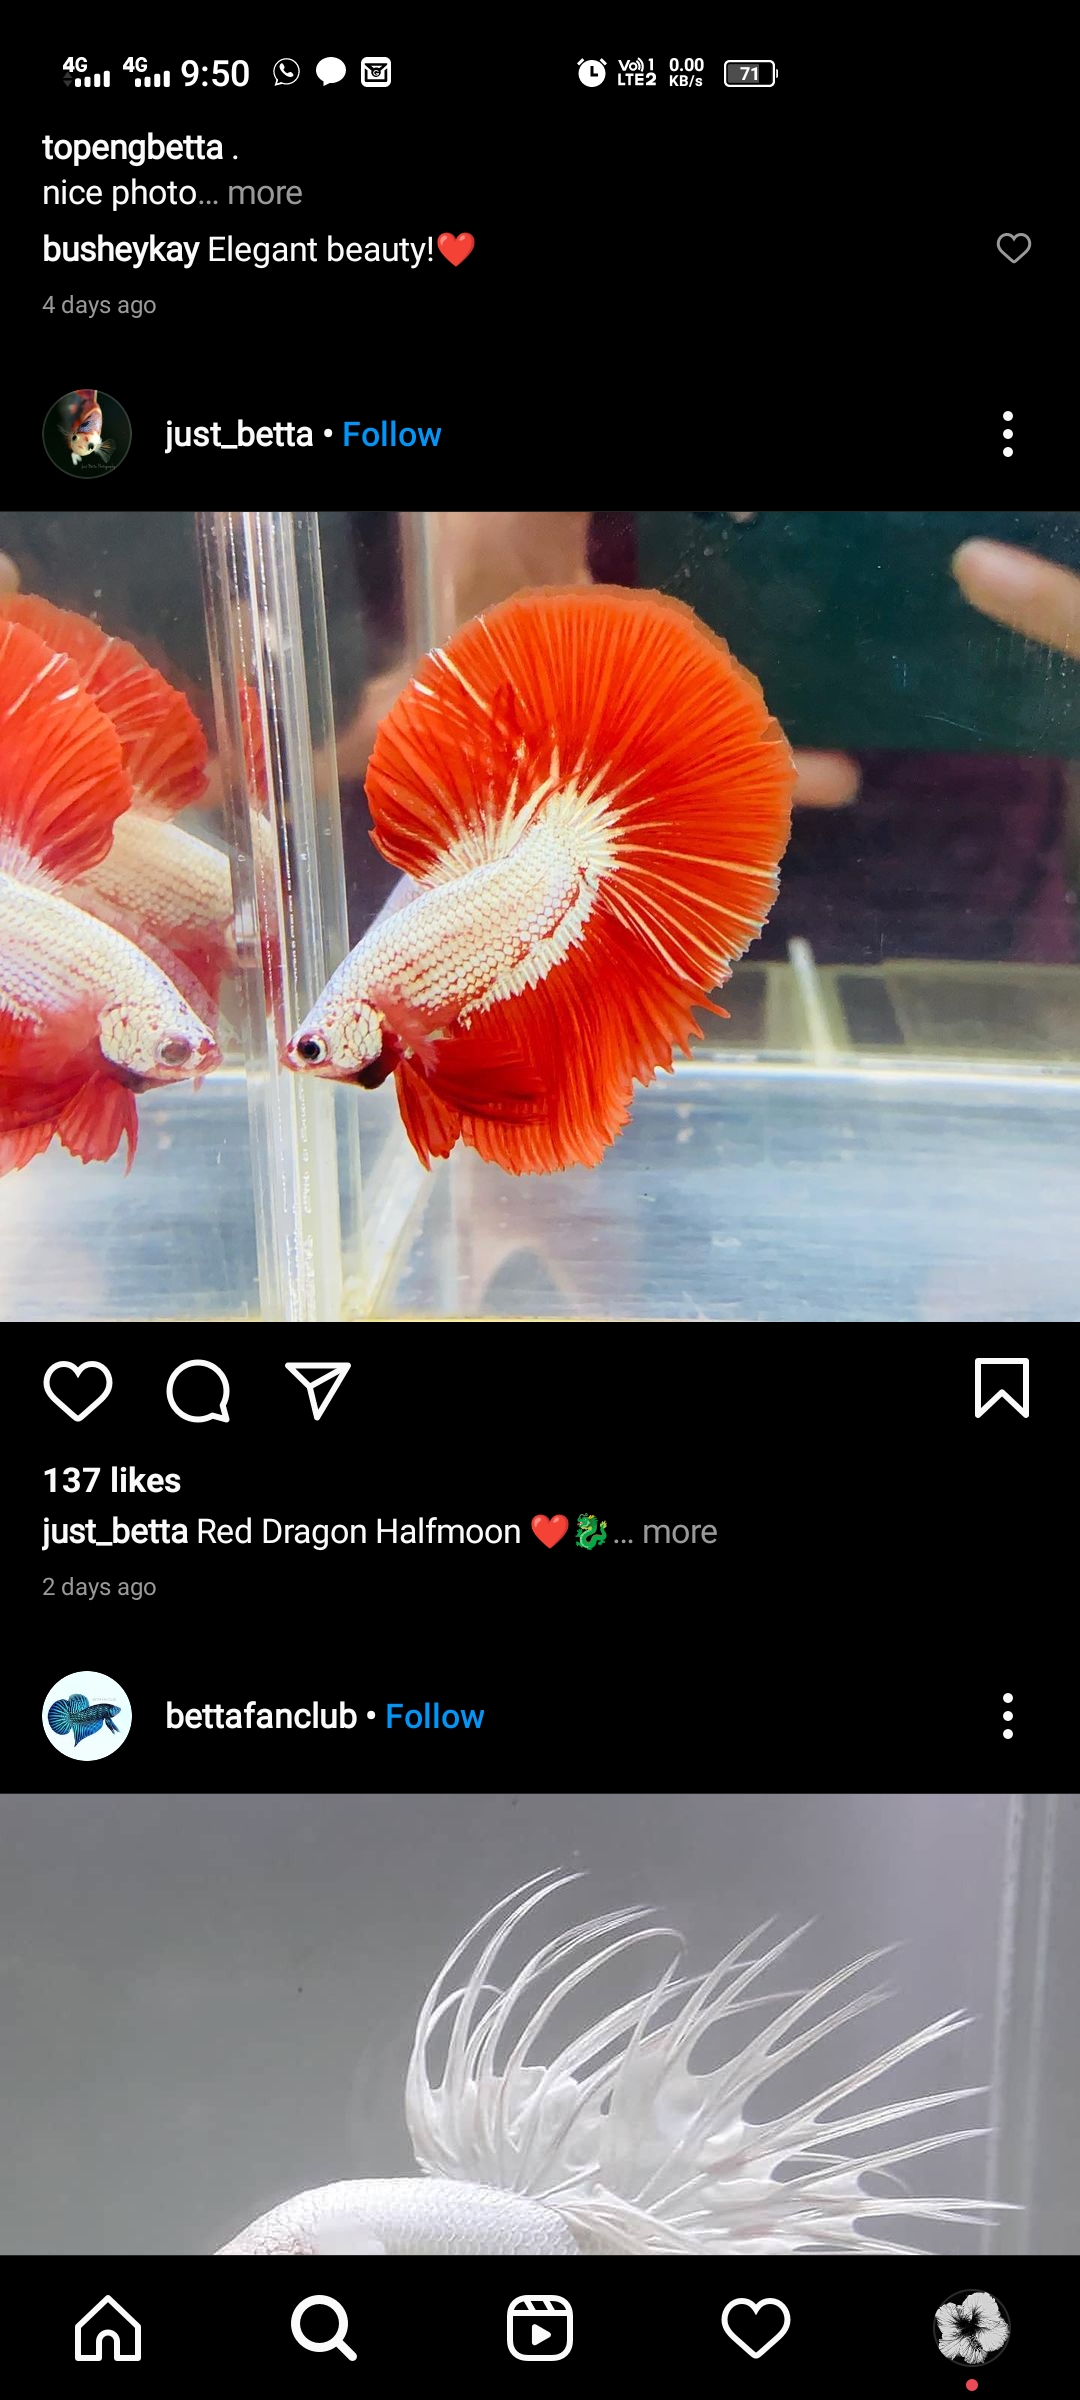 4G 4G 9:50 Vo)) 1 LTE2 0.00 KB/s 71
topengbetta .
nice photo... more
busheykay Elegant beauty!❤️
4 days ago
just_betta • Follow
137 likes
just_betta Red Dragon Halfmoon ❤️🐉... more
2 days ago
bettafanclub • Follow